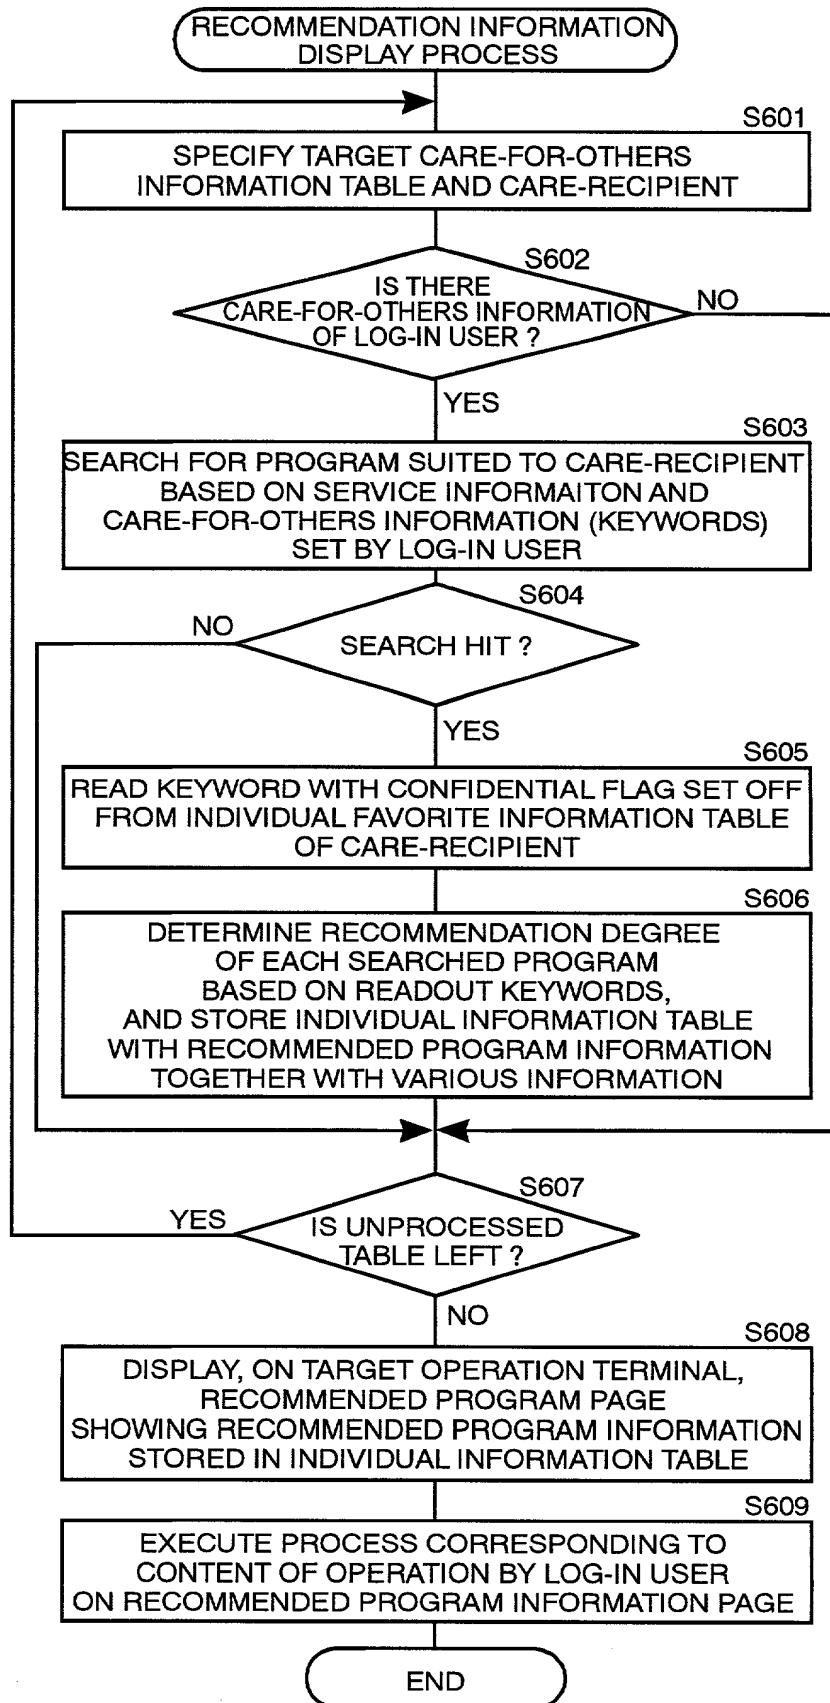 RECOMMENDATION INFORMATION
DISPLAY PROCESS
S601
SPECIFY TARGET CARE-FOR-OTHERS
INFORMATION TABLE AND CARE-RECIPIENT
S602
IS THERE
CARE-FOR-OTHERS INFORMATION
OF LOG-IN USER ?
NO
YES
S603
SEARCH FOR PROGRAM SUITED TO CARE-RECIPIENT
BASED ON SERVICE INFORMAITON AND
CARE-FOR-OTHERS INFORMATION (KEYWORDS)
SET BY LOG-IN USER
S604
NO
SEARCH HIT ?
YES
S605
READ KEYWORD WITH CONFIDENTIAL FLAG SET OFF
FROM INDIVIDUAL FAVORITE INFORMATION TABLE
OF CARE-RECIPIENT
S606
DETERMINE RECOMMENDATION DEGREE
OF EACH SEARCHED PROGRAM
BASED ON READOUT KEYWORDS,
AND STORE INDIVIDUAL INFORMATION TABLE
WITH RECOMMENDED PROGRAM INFORMATION
TOGETHER WITH VARIOUS INFORMATION
S607
YES
IS UNPROCESSED
TABLE LEFT ?
NO
S608
DISPLAY, ON TARGET OPERATION TERMINAL,
RECOMMENDED PROGRAM PAGE
SHOWING RECOMMENDED PROGRAM INFORMATION
STORED IN INDIVIDUAL INFORMATION TABLE
S609
EXECUTE PROCESS CORRESPONDING TO
CONTENT OF OPERATION BY LOG-IN USER
ON RECOMMENDED PROGRAM INFORMATION PAGE
END